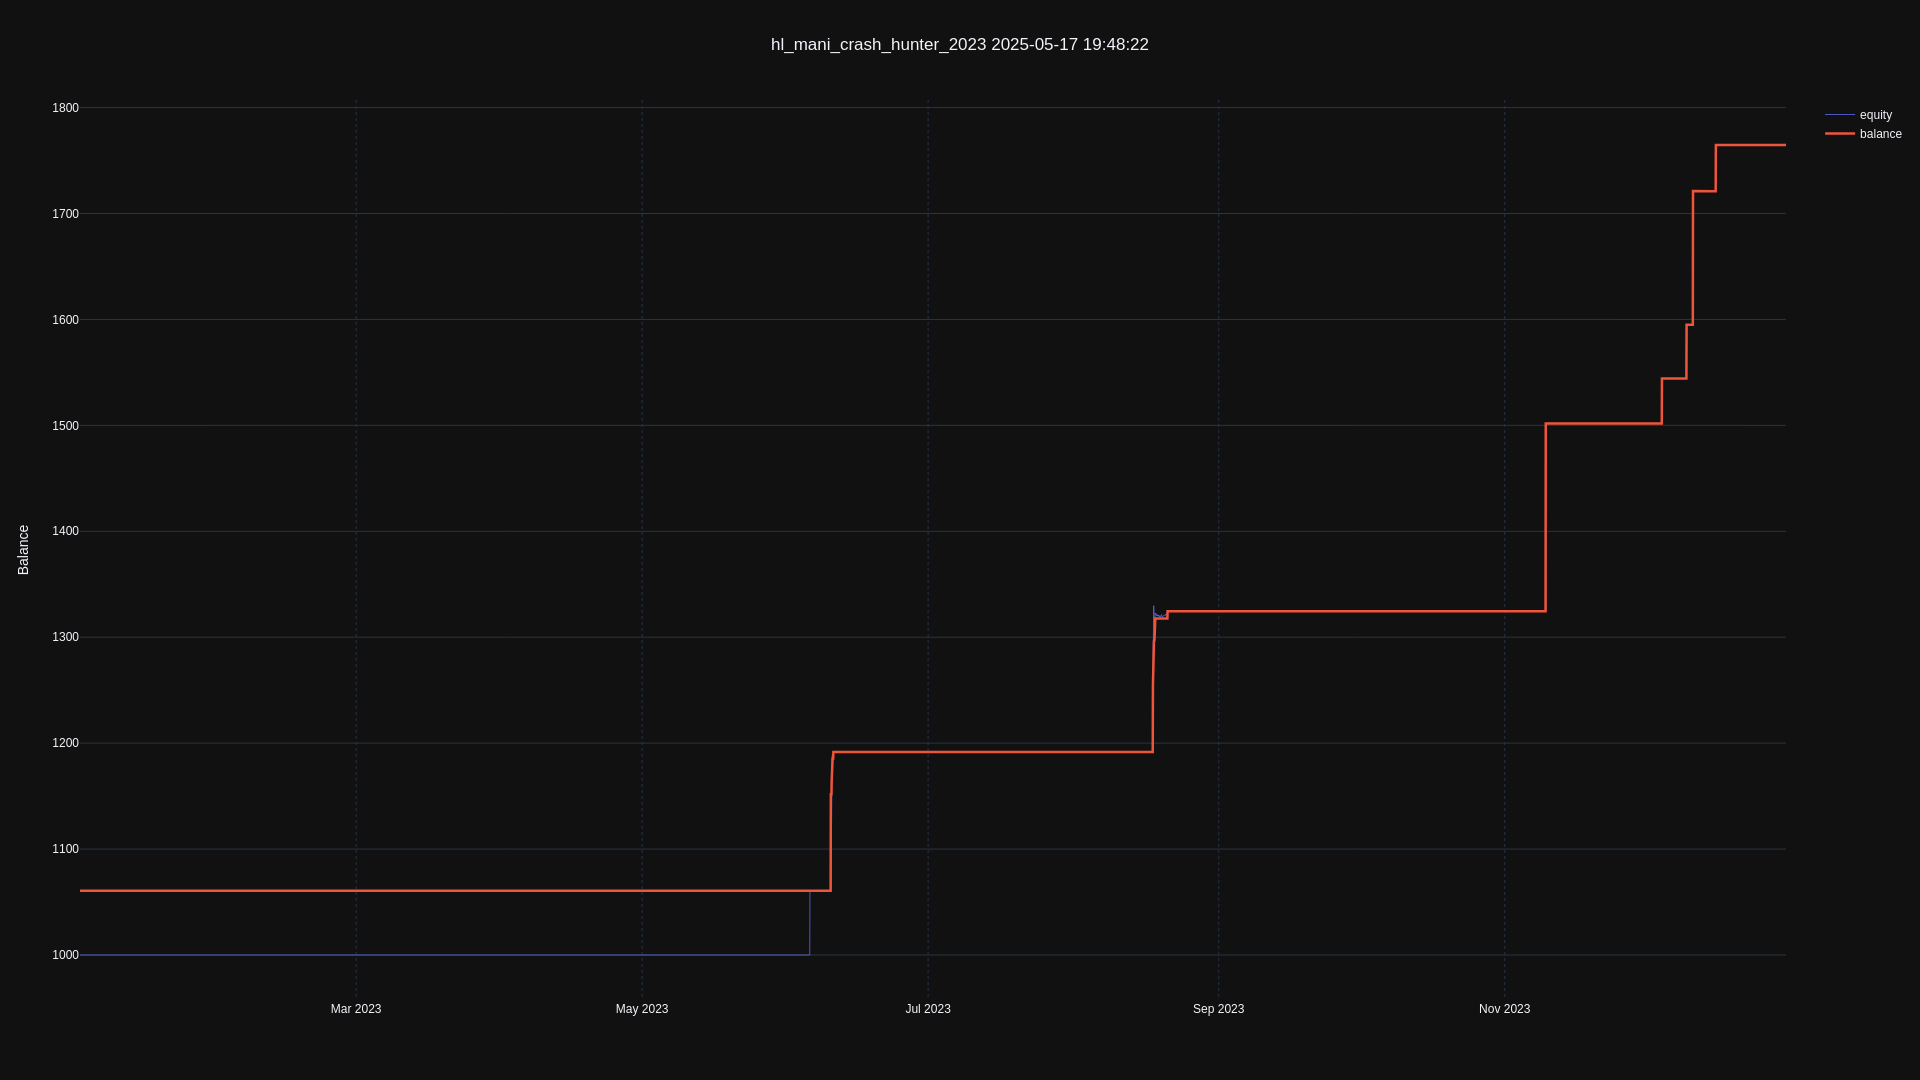 hl_mani_crash_hunter_2023 2025-05-17 19:48:22
equity
balance
1800
1700
1600
1500
1400
1300
1200
1100
1000
Balance
Mar 2023
May 2023
Jul 2023
Sep 2023
Nov 2023